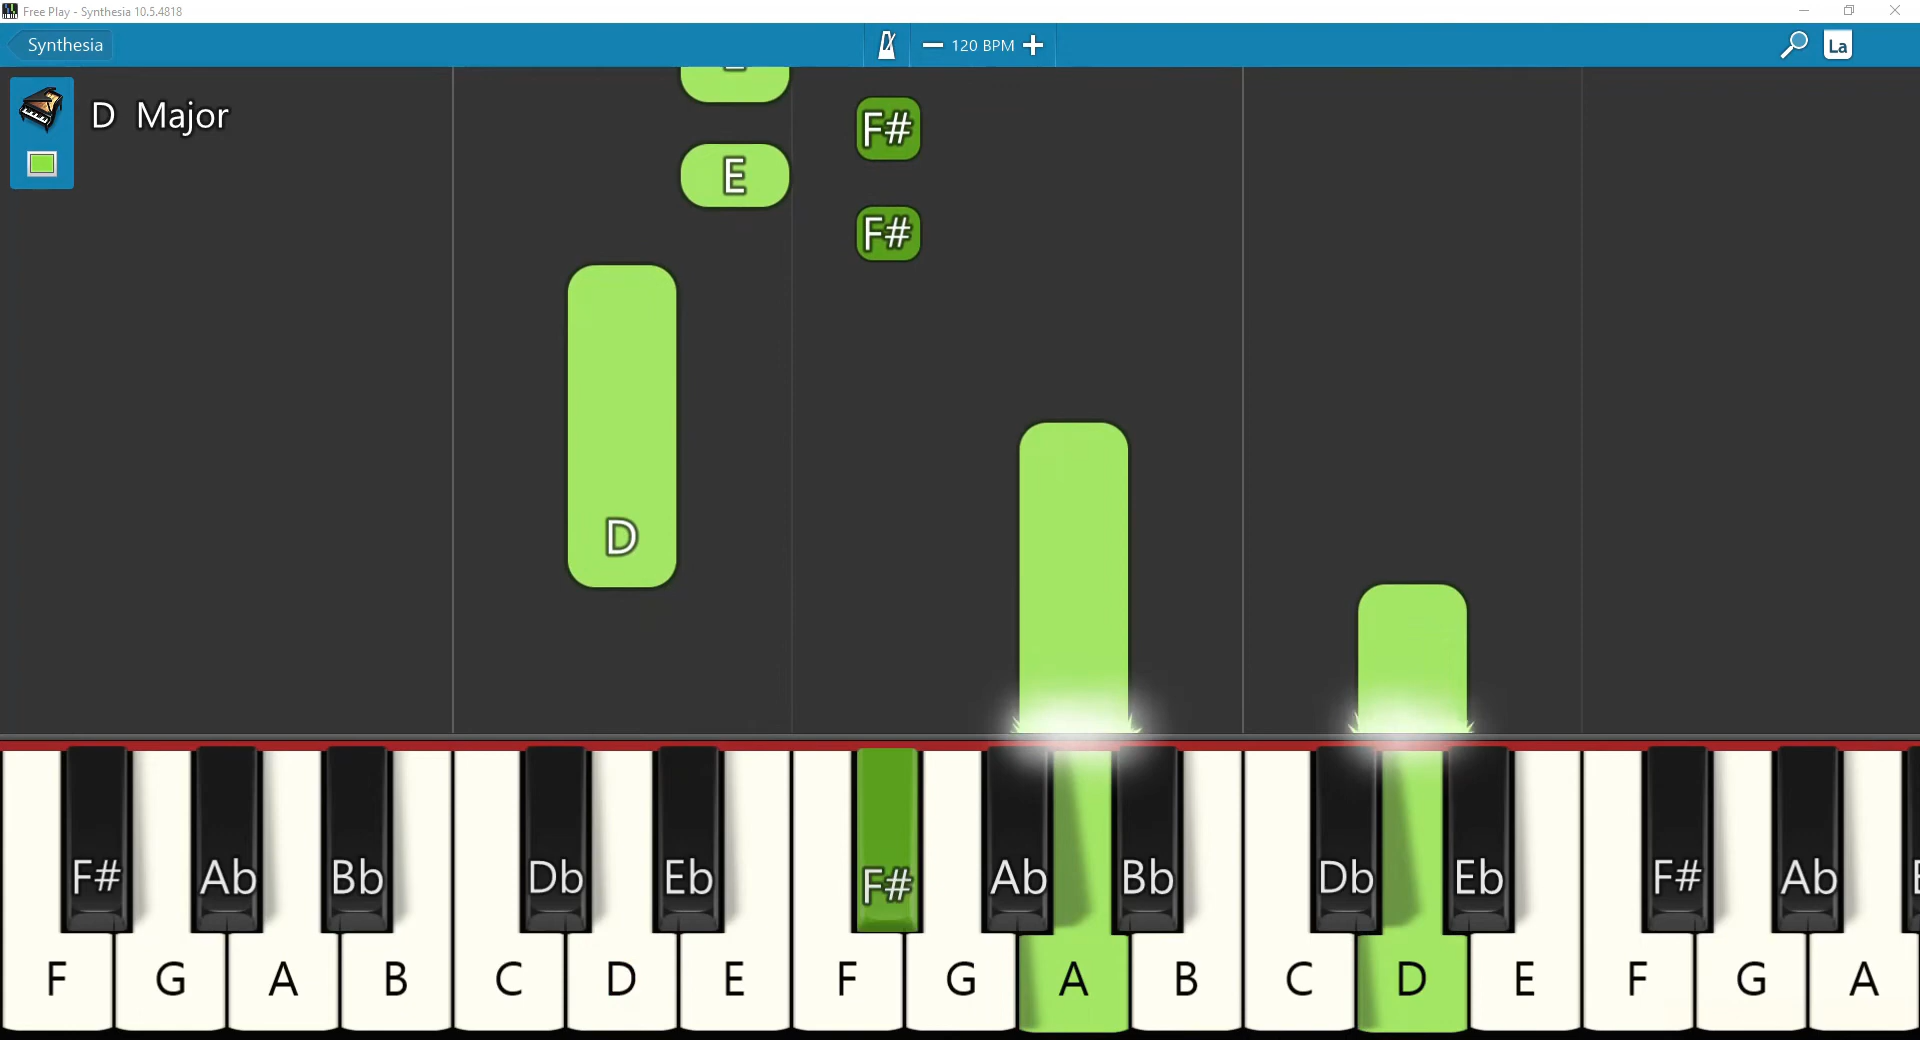 Free Play - Synthesia 10.5.4818
Synthesia
120 BPM
La
D Major
F#
E
F#
D
F# Ab Bb Db Eb F# Ab Bb Db Eb F# Ab
F G A B C D E F G A B C D E F G A